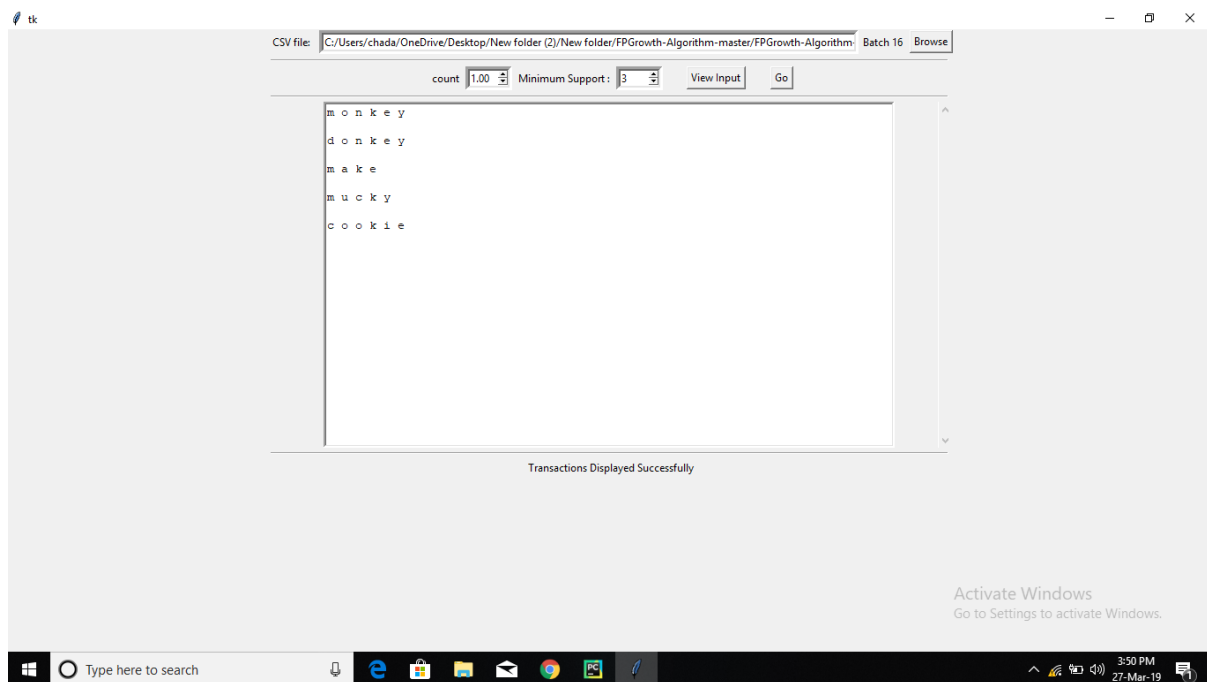 tk
CSV file: C:/Users/chada/OneDrive/Desktop/New folder (2)/New folder/FPGrowth-Algorithm-master/FPGrowth-Algorithm- Batch 16 Browse
count 1.00 Minimum Support : 3 View Input Go
m o n k e y
d o n k e y
m a k e
m u c k y
c o o k i e
Transactions Displayed Successfully
Activate Windows
Go to Settings to activate Windows.
Type here to search
PC
3:50 PM
27-Mar-19
1